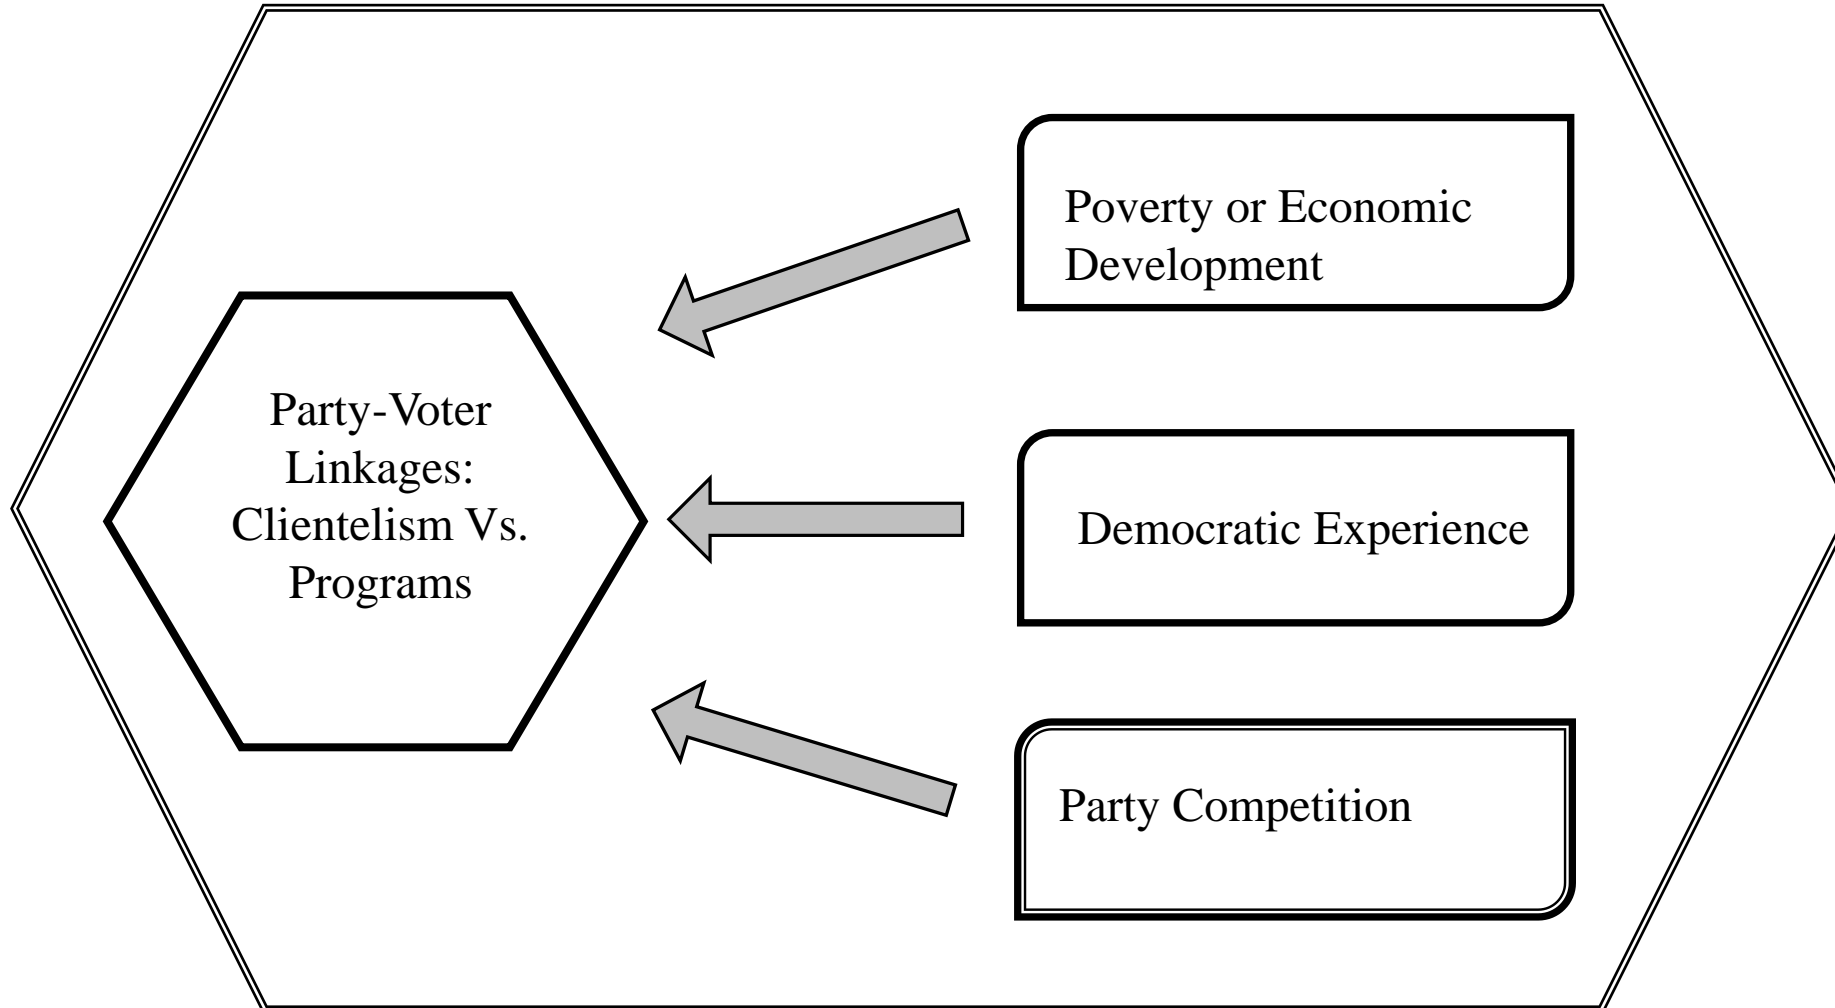 Party-Voter
Linkages:
Clientelism Vs.
Programs
Poverty or Economic
Development
Democratic Experience
Party Competition